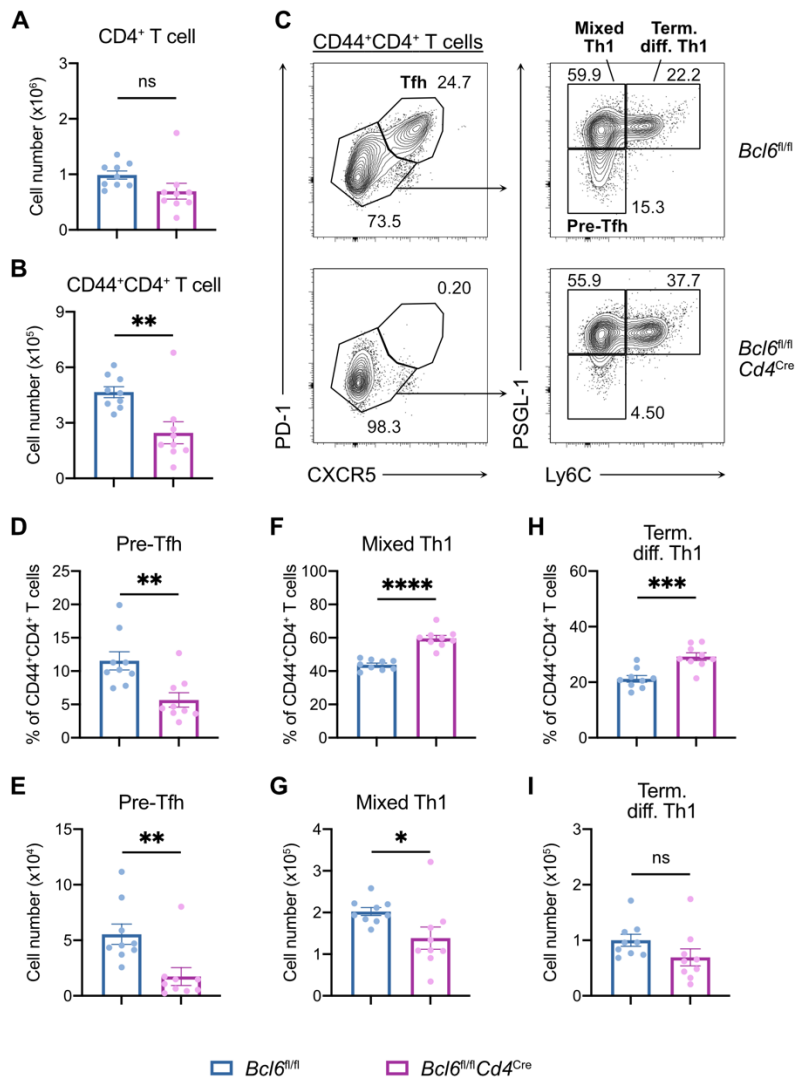 A
CD4⁺ T cell
Cell number (x10⁶)
3
2
1
0
ns
B
CD44⁺CD4⁺ T cell
Cell number (x10⁵)
9
6
3
0
**
C
CD44⁺CD4⁺ T cells
Mixed
Th1
Term.
diff. Th1
Tfh
24.7
73.5
59.9
22.2
15.3
Pre-Tfh
Bcl6ᶠˡ/ᶠˡ
0.20
98.3
55.9
37.7
4.50
Bcl6ᶠˡ/ᶠˡ
Cd4ᶜʳᵉ
PD-1
CXCR5
PSGL-1
Ly6C
D
Pre-Tfh
% of CD44⁺CD4⁺ T cells
25
20
15
10
5
0
**
F
Mixed Th1
% of CD44⁺CD4⁺ T cells
100
80
60
40
20
0
****
H
Term.
diff. Th1
% of CD44⁺CD4⁺ T cells
60
40
20
0
***
E
Pre-Tfh
Cell number (x10⁴)
15
10
5
0
**
G
Mixed Th1
Cell number (x10⁵)
4
3
2
1
0
*
I
Term.
diff. Th1
Cell number (x10⁵)
2
1
0
ns
Bcl6ᶠˡ/ᶠˡ
Bcl6ᶠˡ/ᶠˡCd4ᶜʳᵉ